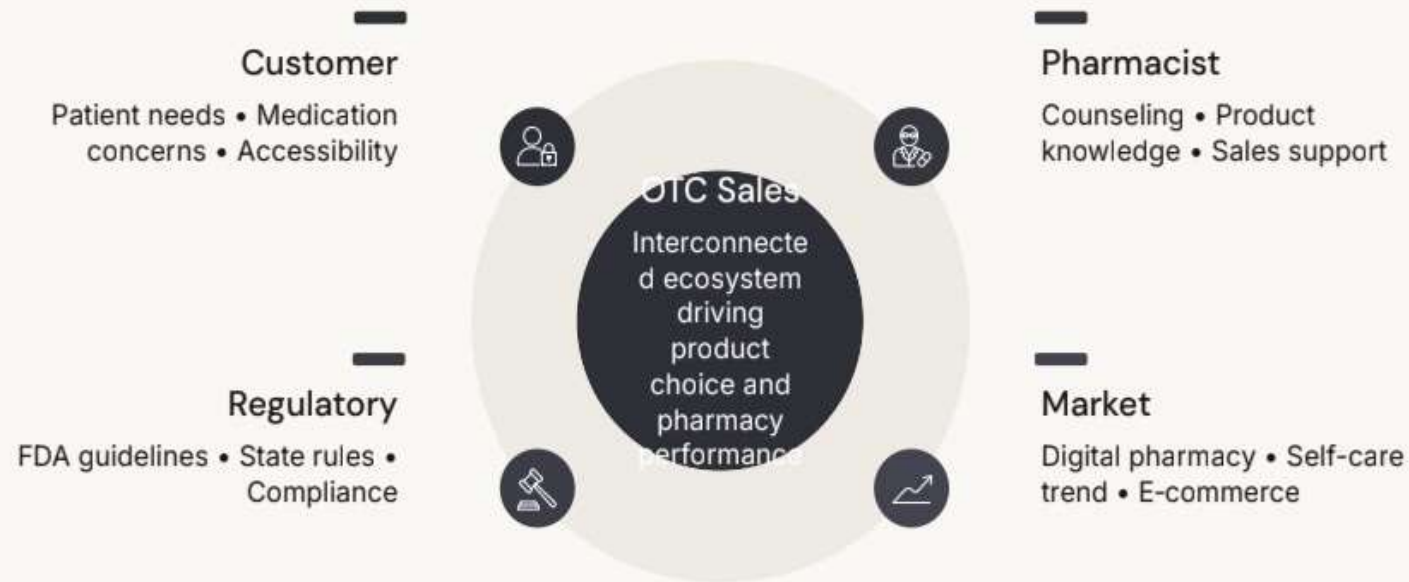 Customer
Patient needs • Medication
concerns • Accessibility
Pharmacist
Counseling • Product
knowledge • Sales support
OTC Sales
Interconnecte
d ecosystem
driving
product
choice and
pharmacy
performance
Regulatory
FDA guidelines • State rules •
Compliance
Market
Digital pharmacy • Self-care
trend • E-commerce